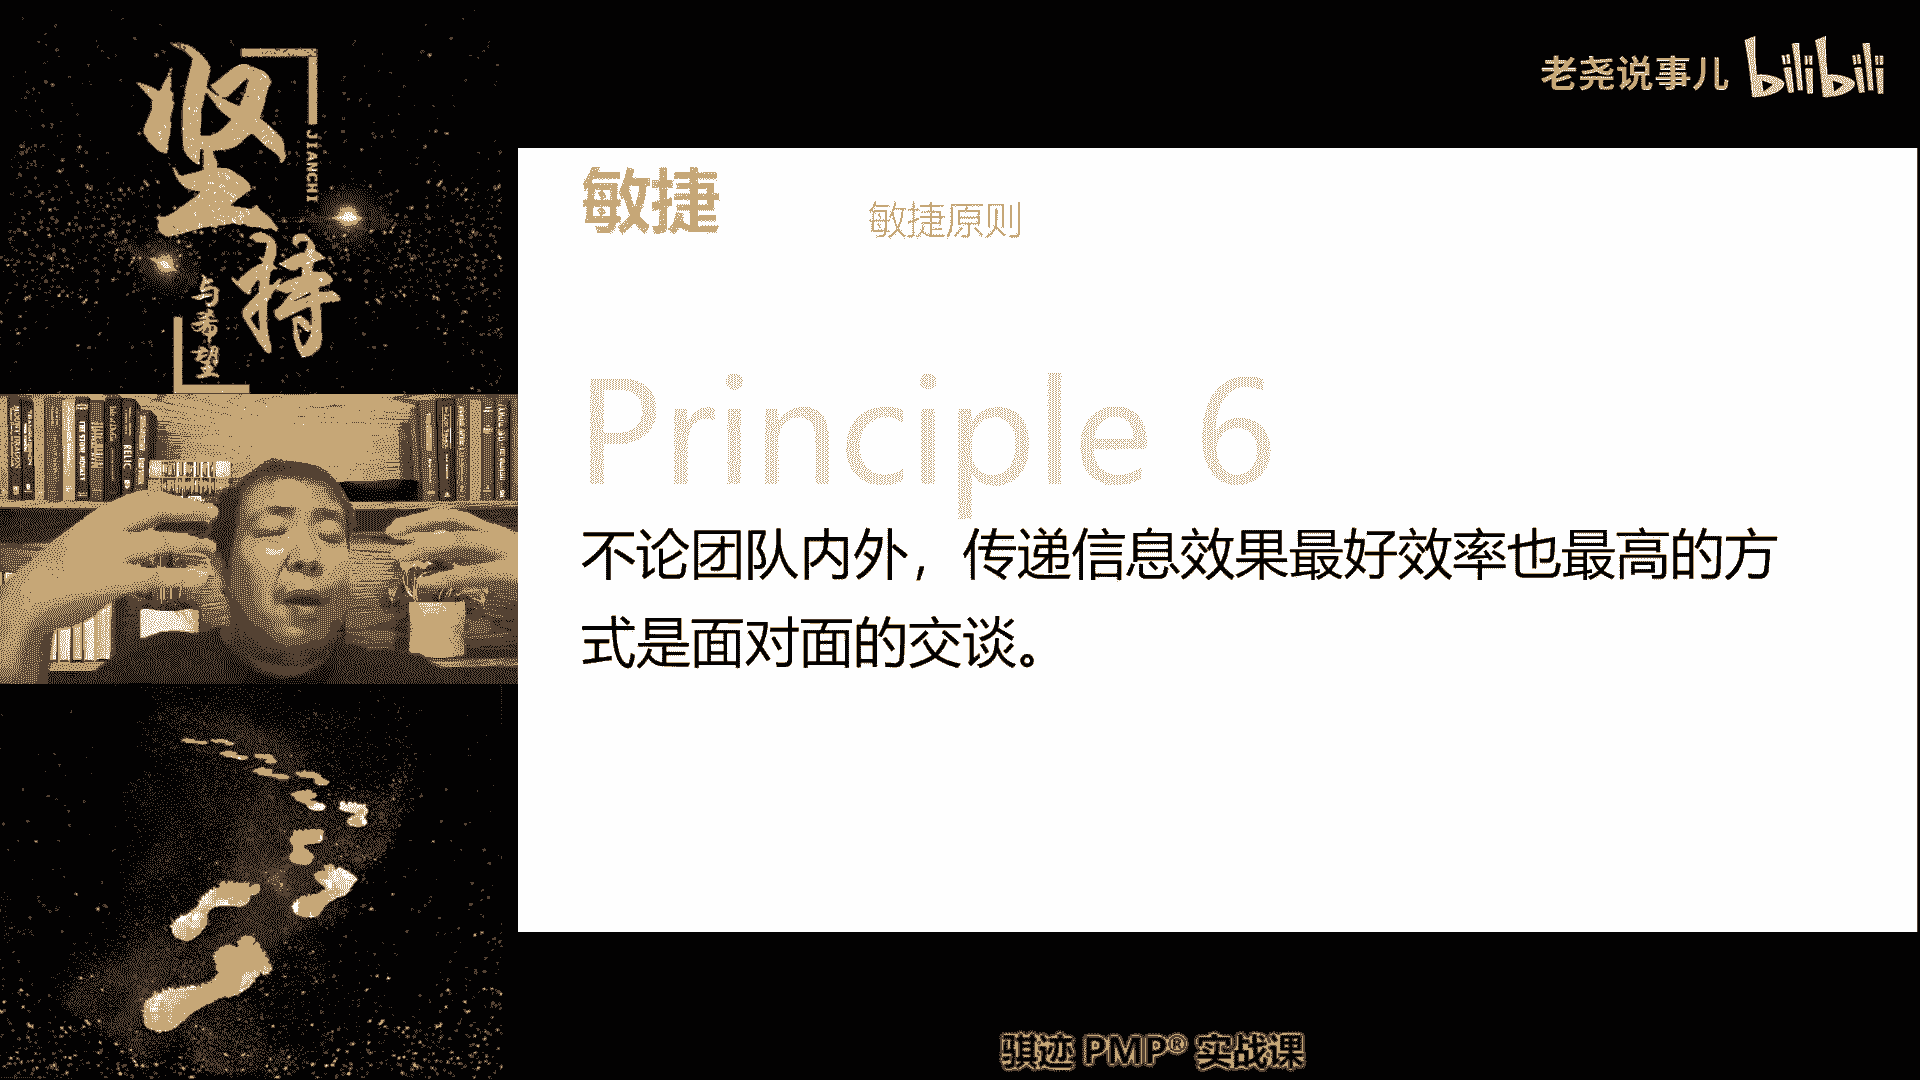 坚持
JIANCHI
与希望
老尧说事儿 bilibili
敏捷
敏捷原则
Principle 6
不论团队内外，传递信息效果最好效率也最高的方
式是面对面的交谈。
骐迹 PMP® 实战课